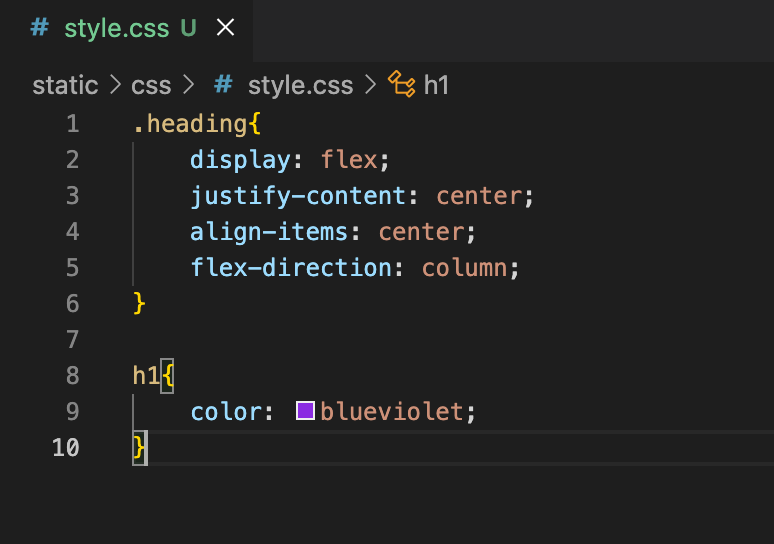 # style.css U ×
static > css > # style.css > h1
1 .heading{
2     display: flex;
3     justify-content: center;
4     align-items: center;
5     flex-direction: column;
6 }
7
8 h1{
9     color: blueviolet;
10 }